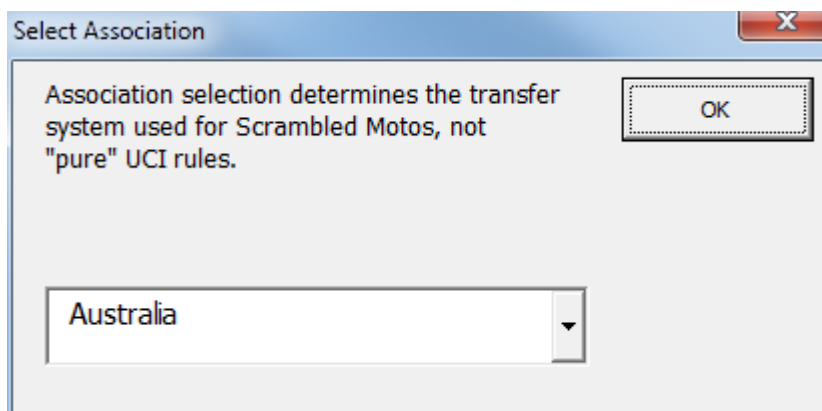 Select Association
Association selection determines the transfer
system used for Scrambled Motos, not
"pure" UCI rules.
OK
Australia